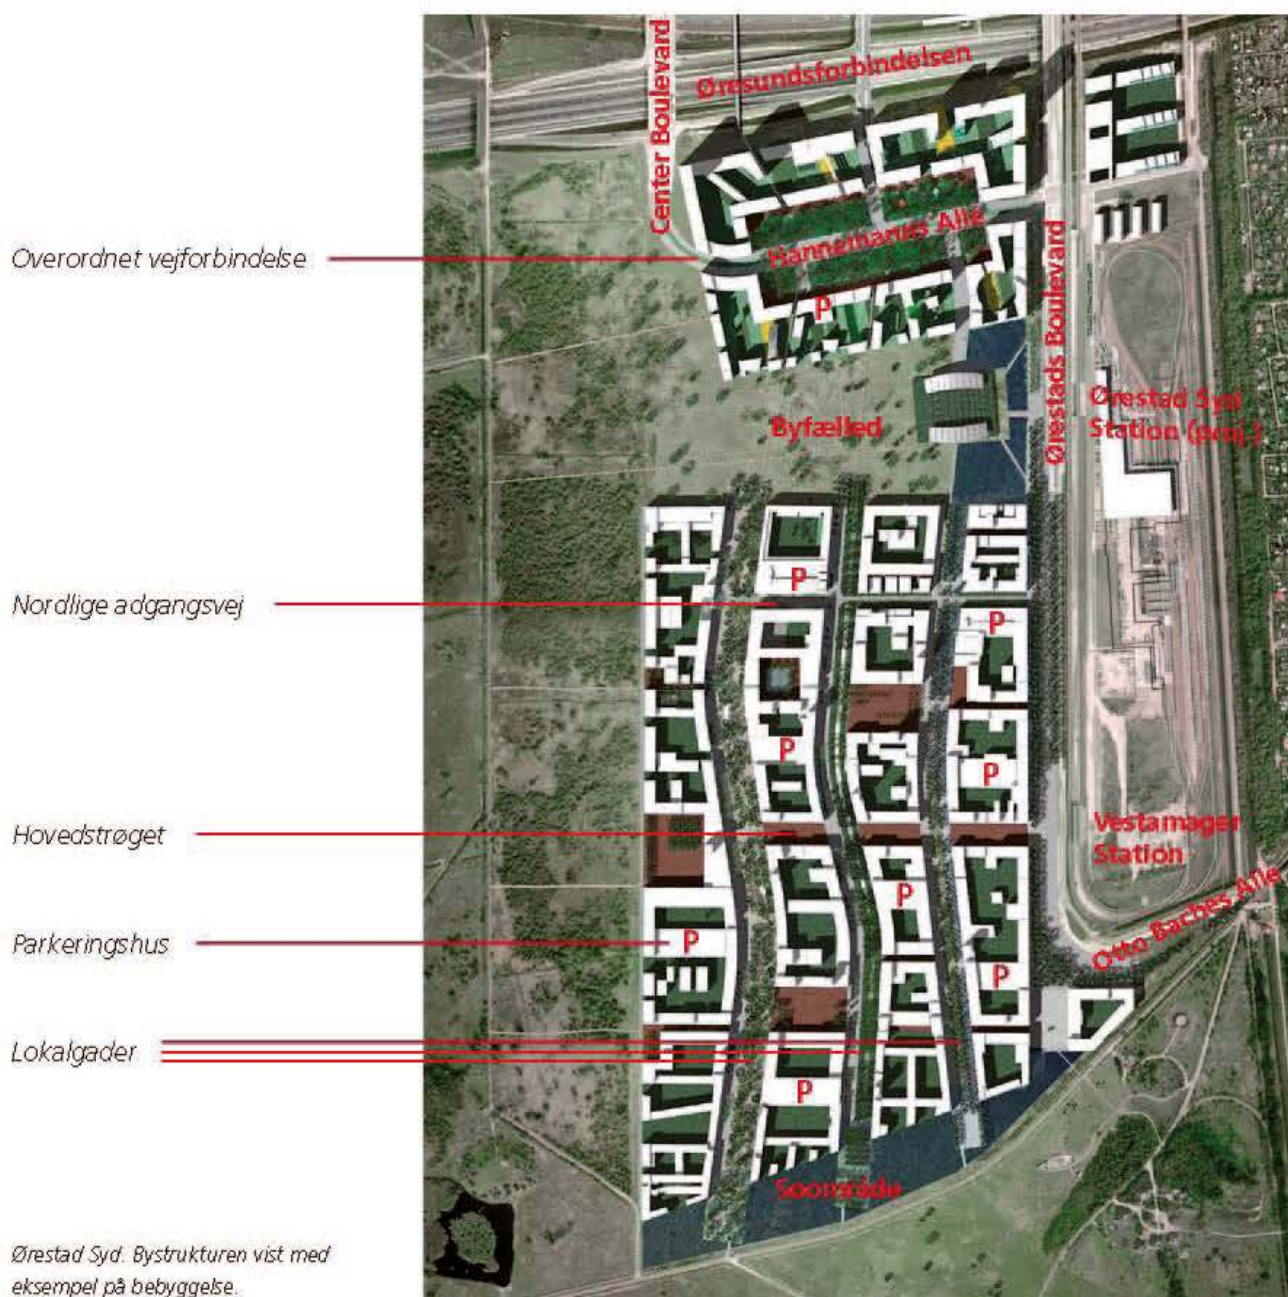 Center Boulevard
Øresundsforbindelsen
Overordnet vejforbindelse
Hannemanns Allé
P
Ørestads Boulevard
Ørestad Syd
Station (proj.)
Byfælled
P
Nordlige adgangsvej
P
P
P
Hovedstrøget
Vestamager
Station
P
Parkeringshus
P
Otto Baches Allé
P
Lokalgader
P
Soområde
Ørestad Syd. Bystrukturen vist med
eksempel på bebyggelse.